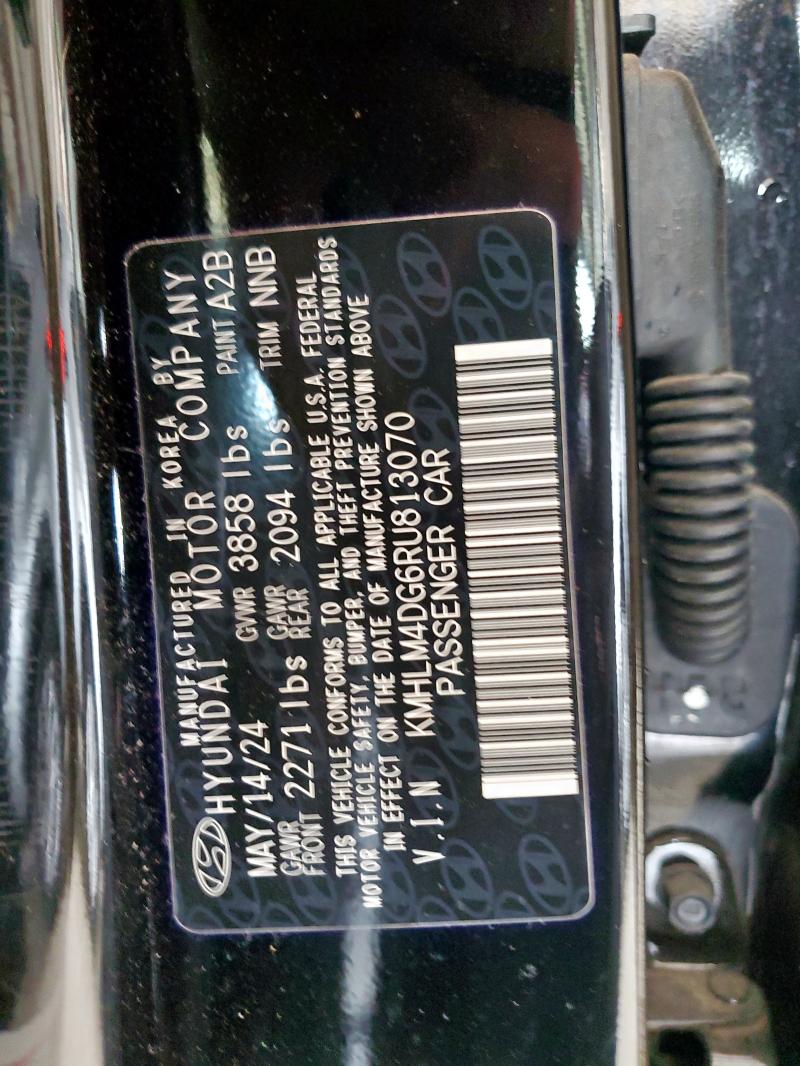 MANUFACTURED IN KOREA BY
HYUNDAI MOTOR COMPANY
MAY/14/24 GVWR 3858 lbs PAINT A2B
GAWR FRONT 2271 lbs GAWR REAR 2094 lbs TRIM NNB
THIS VEHICLE CONFORMS TO ALL APPLICABLE U.S.A. FEDERAL
MOTOR VEHICLE SAFETY, BUMPER, AND THEFT PREVENTION STANDARDS
IN EFFECT ON THE DATE OF MANUFACTURE SHOWN ABOVE
V.I.N KMHLM4DG6RU813070
PASSENGER CAR